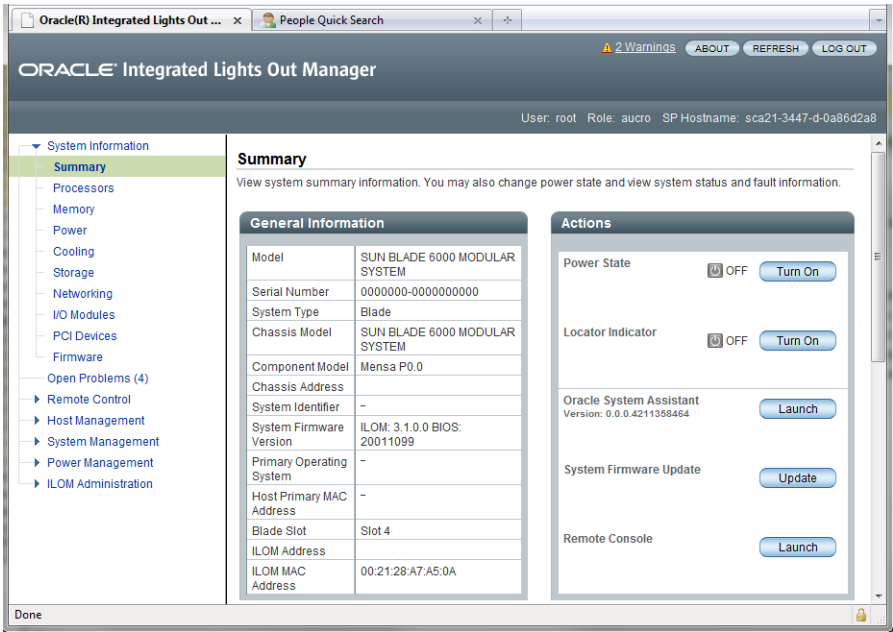 Oracle(R) Integrated Lights Out ...
People Quick Search
2 Warnings
ABOUT
REFRESH
LOG OUT
ORACLE Integrated Lights Out Manager
User: root Role: aucro SP Hostname: sca21-3447-d-0a86d2a8
System Information
Summary
Processors
Memory
Power
Cooling
Storage
Networking
I/O Modules
PCI Devices
Firmware
Open Problems (4)
Remote Control
Host Management
System Management
Power Management
ILOM Administration
Summary
View system summary information. You may also change power state and view system status and fault information.
General Information
Model SUN BLADE 6000 MODULAR
SYSTEM
Serial Number 0000000-0000000000
System Type Blade
Chassis Model SUN BLADE 6000 MODULAR
SYSTEM
Component Model Mensa P0.0
Chassis Address
System Identifier -
System Firmware ILOM: 3.1.0.0 BIOS:
Version 20011099
Primary Operating -
System
Host Primary MAC -
Address
Blade Slot Slot 4
ILOM Address
ILOM MAC 00:21:28:A7:A5:0A
Address
Actions
Power State OFF Turn On
Locator Indicator OFF Turn On
Oracle System Assistant
Version: 0.0.0.4211358464
Launch
System Firmware Update
Update
Remote Console
Launch
Done